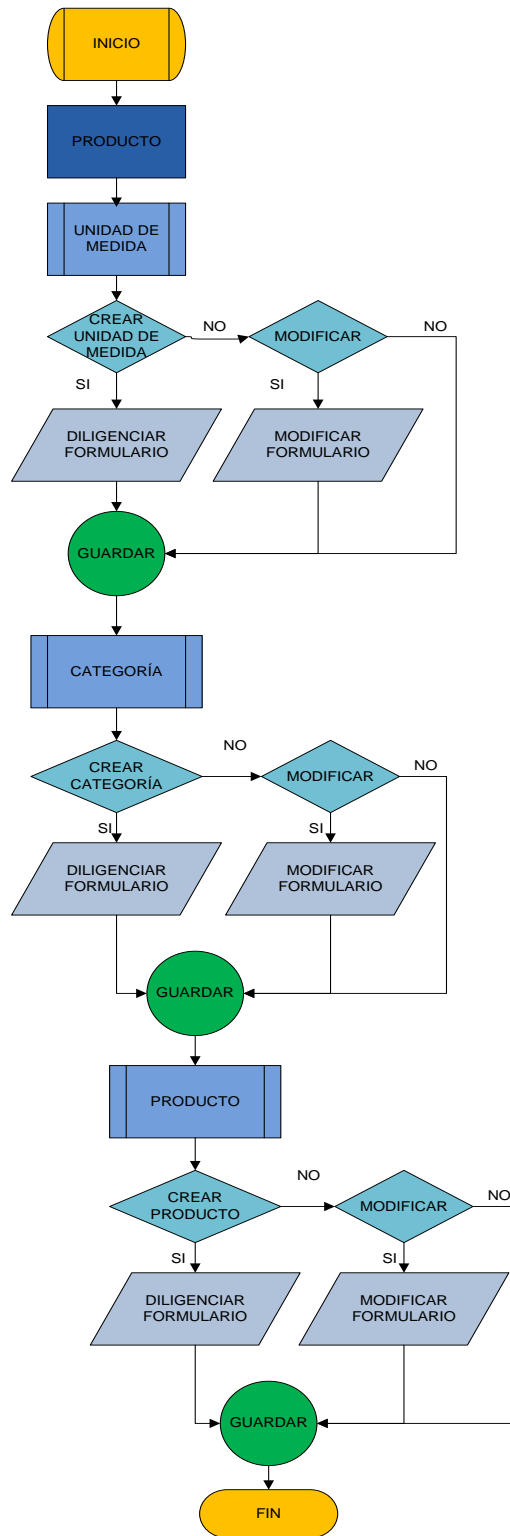 INICIO
PRODUCTO
UNIDAD DE
MEDIDA
CREAR
UNIDAD DE
MEDIDA
NO
MODIFICAR
NO
SI
SI
DILIGENCIAR
FORMULARIO
MODIFICAR
FORMULARIO
GUARDAR
CATEGORÍA
CREAR
CATEGORÍA
NO
MODIFICAR
NO
SI
SI
DILIGENCIAR
FORMULARIO
MODIFICAR
FORMULARIO
GUARDAR
PRODUCTO
CREAR
PRODUCTO
NO
MODIFICAR
NO
SI
SI
DILIGENCIAR
FORMULARIO
MODIFICAR
FORMULARIO
GUARDAR
FIN